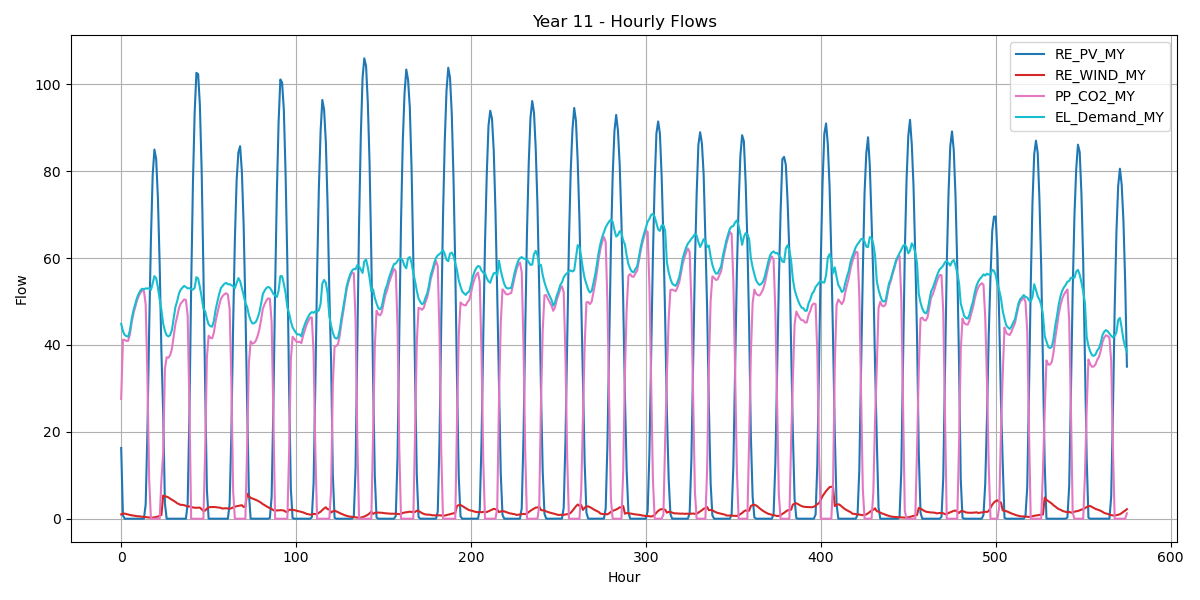 Year 11 - Hourly Flows
RE_PV_MY
RE_WIND_MY
PP_CO2_MY
EL_Demand_MY
Flow
100
80
60
40
20
0
0 100 200 300 400 500 600
Hour